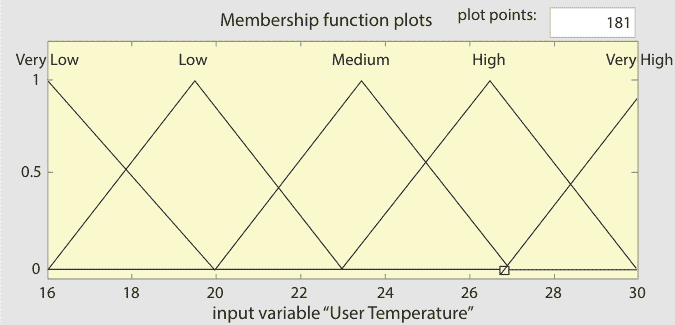 Membership function plots plot points: 181
Very Low Low Medium High Very High
1
0.5
0
16 18 20 22 24 26 28 30
input variable “User Temperature”